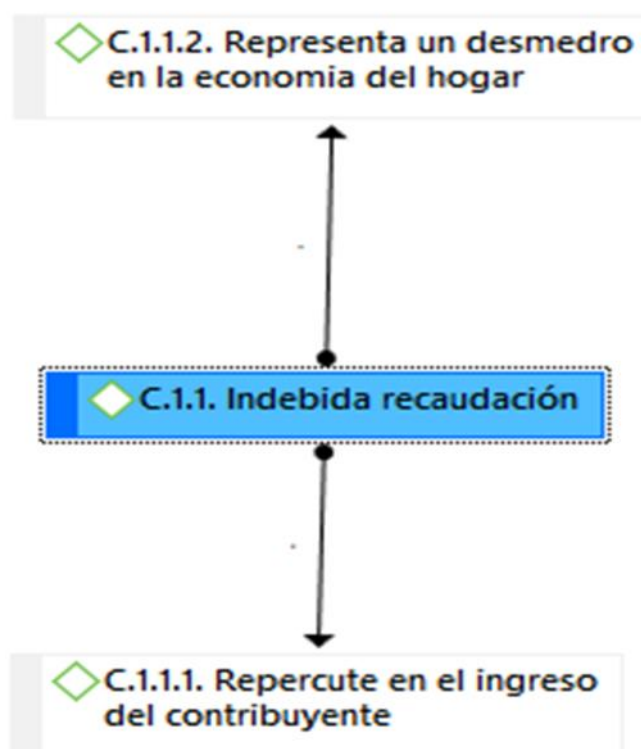 C.1.1.2. Representa un desmedro
en la economia del hogar
C.1.1. Indebida recaudación
C.1.1.1. Repercute en el ingreso
del contribuyente